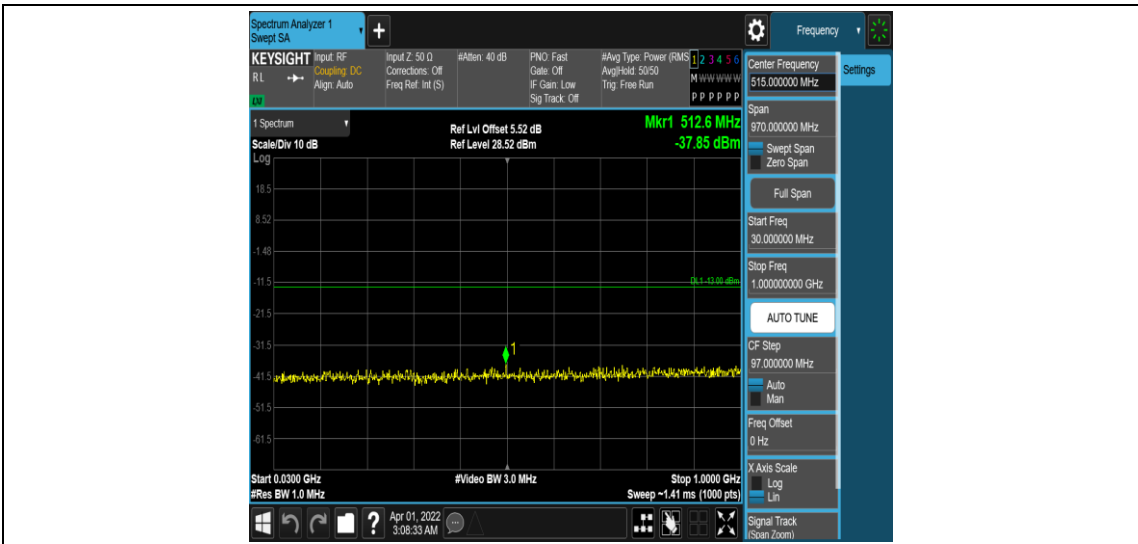 Spectrum Analyzer 1
Swept SA
+
Frequency
KEYSIGHT
RL
LXI
Input: RF
Coupling: DC
Align: Auto
Input Z: 50 Ω
Corrections: Off
Freq Ref: Int (S)
#Atten: 40 dB
PNO: Fast
Gate: Off
IF Gain: Low
Sig Track: Off
#Avg Type: Power (RMS
Avg|Hold: 50/50
Trig: Free Run
1 2 3 4 5 6
M W W W W W
P P P P P P
1 Spectrum
Scale/Div 10 dB
Log
Ref Lvl Offset 5.52 dB
Ref Level 28.52 dBm
Mkr1 512.6 MHz
-37.85 dBm
18.5
8.52
-1.48
-11.5
DL1 -13.00 dBm
-21.5
-31.5
1
-41.5
-51.5
-61.5
Start 0.0300 GHz
#Res BW 1.0 MHz
#Video BW 3.0 MHz
Stop 1.0000 GHz
Sweep ~1.41 ms (1000 pts)
Apr 01, 2022
3:08:33 AM
?
Center Frequency
515.000000 MHz
Settings
Span
970.000000 MHz
Swept Span
Zero Span
Full Span
Start Freq
30.000000 MHz
Stop Freq
1.000000000 GHz
AUTO TUNE
CF Step
97.000000 MHz
Auto
Man
Freq Offset
0 Hz
X Axis Scale
Log
Lin
Signal Track
(Span Zoom)